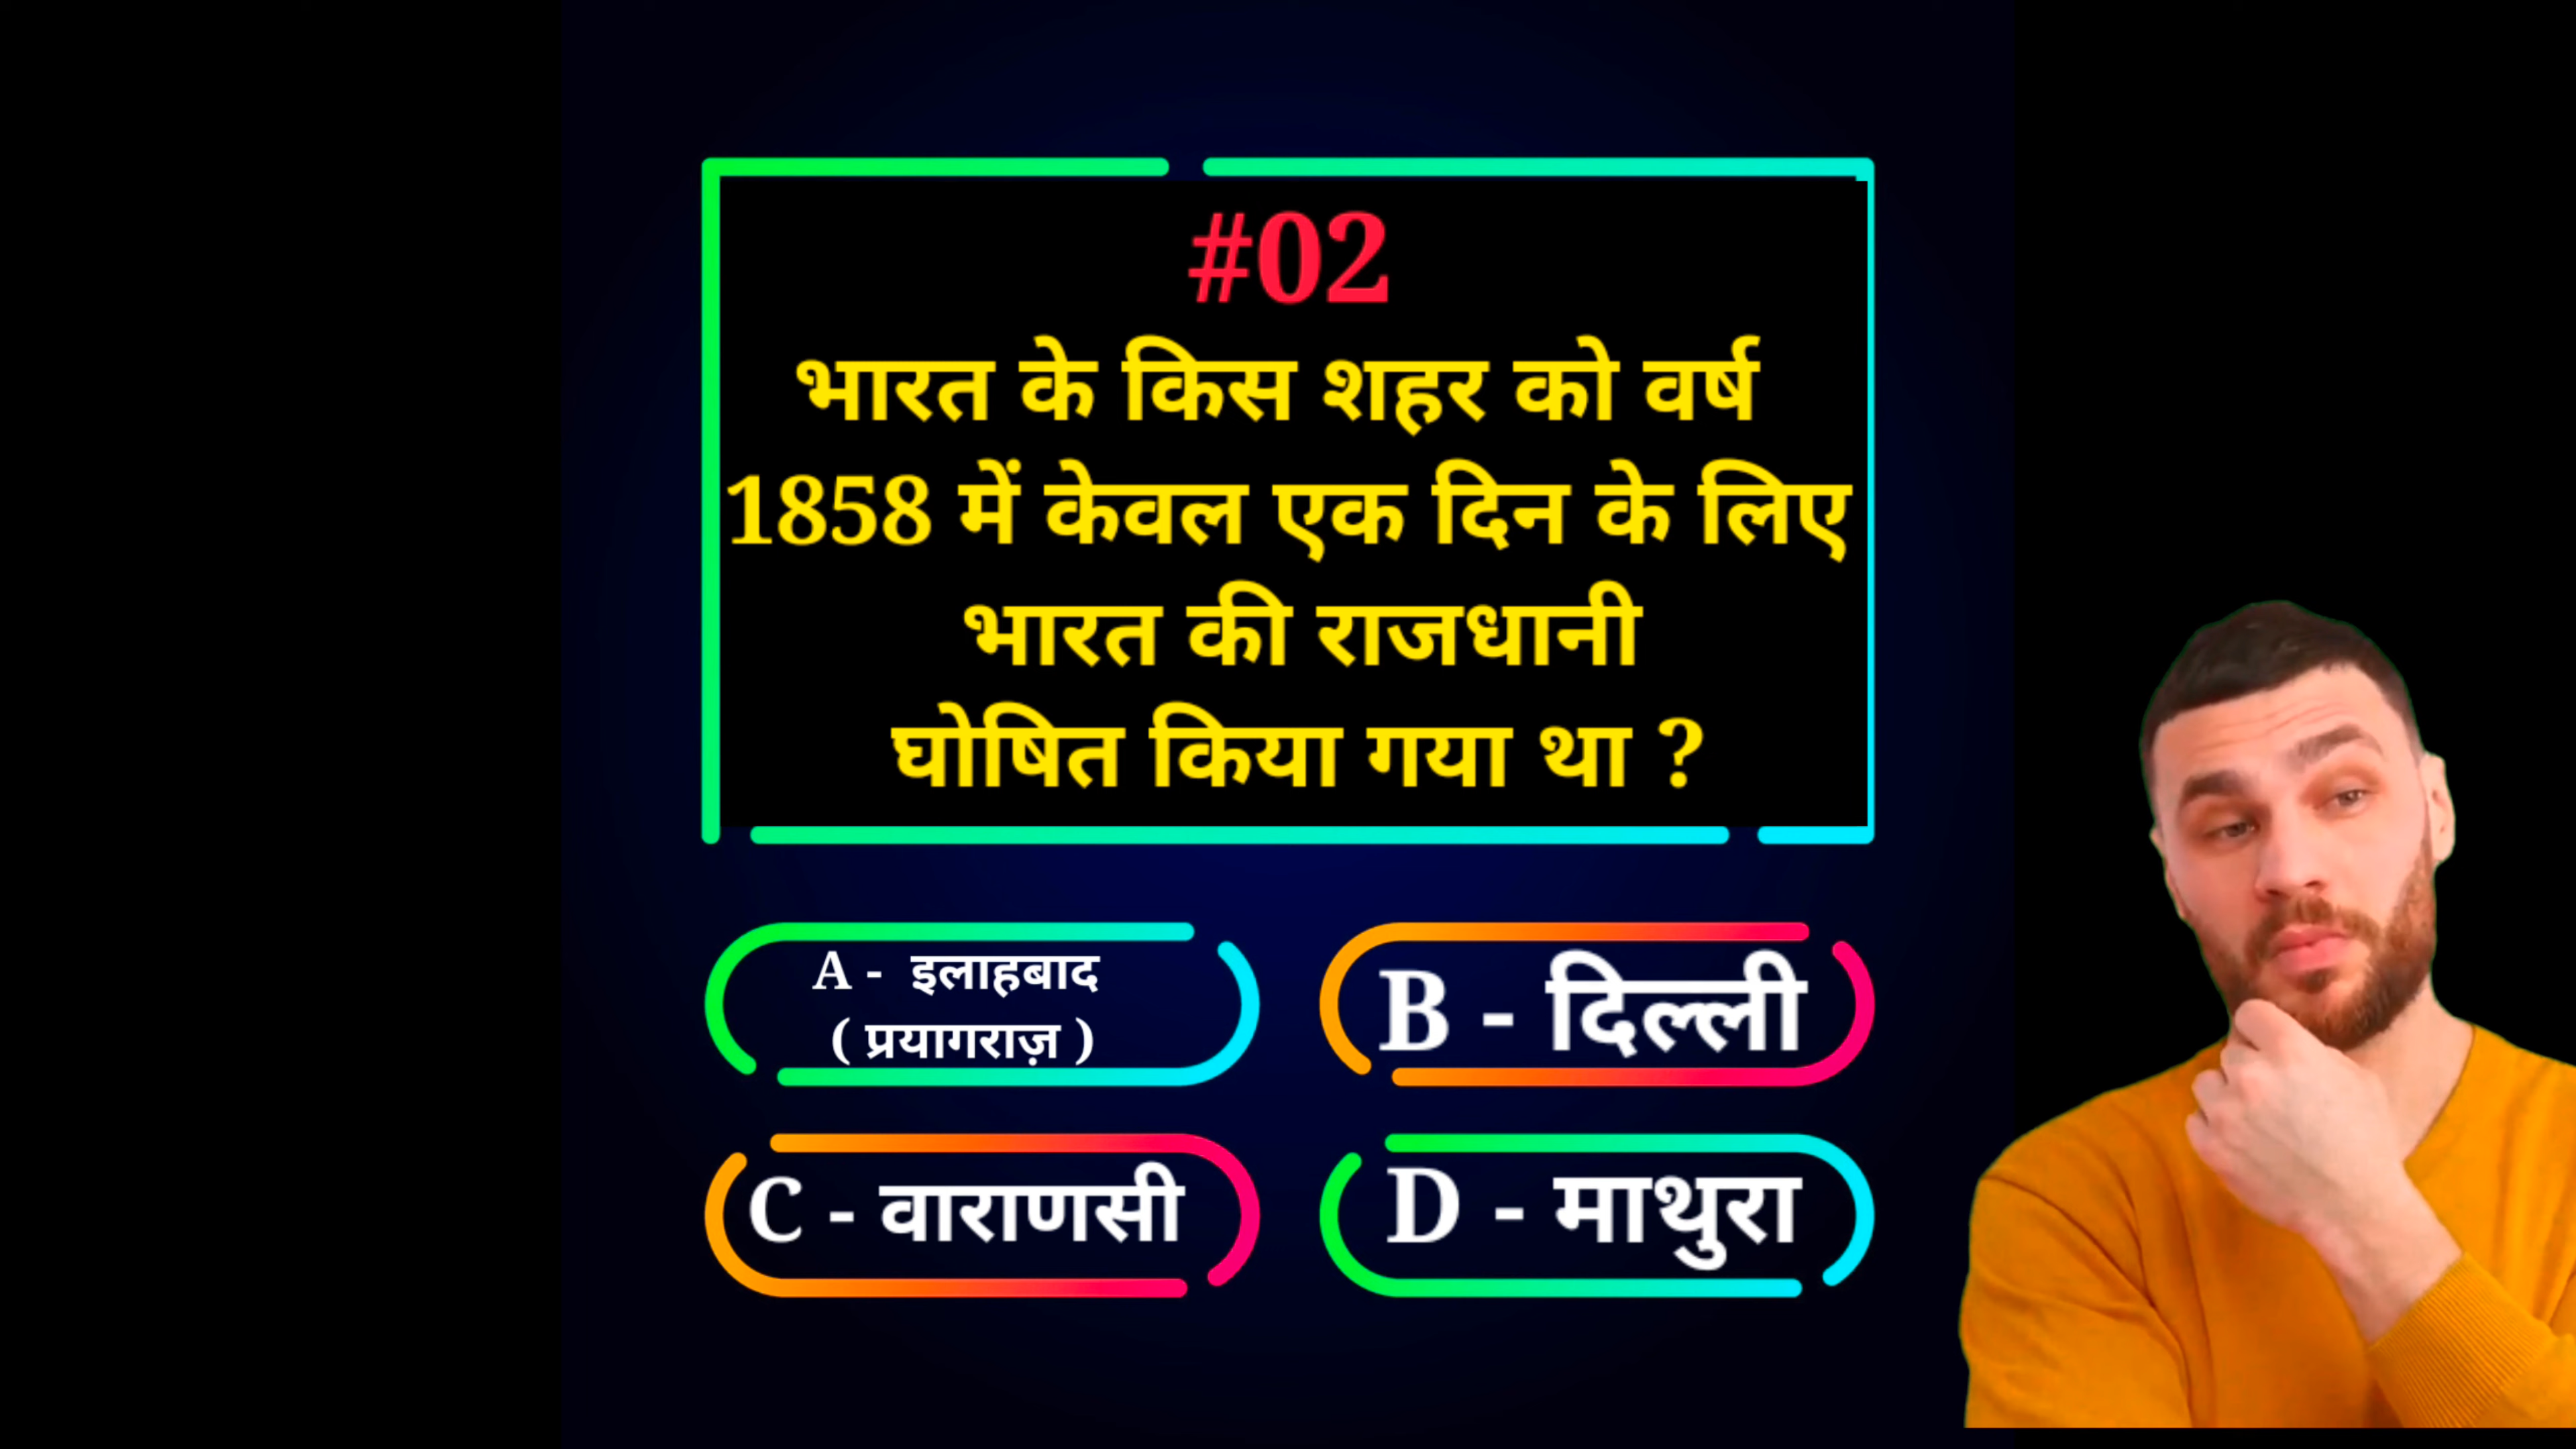 #02
भारत के किस शहर को वर्ष
1858 में केवल एक दिन के लिए
भारत की राजधानी
घोषित किया गया था ?
A - इलाहबाद
( प्रयागराज़ )
B - दिल्ली
C - वाराणसी
D - माथुरा